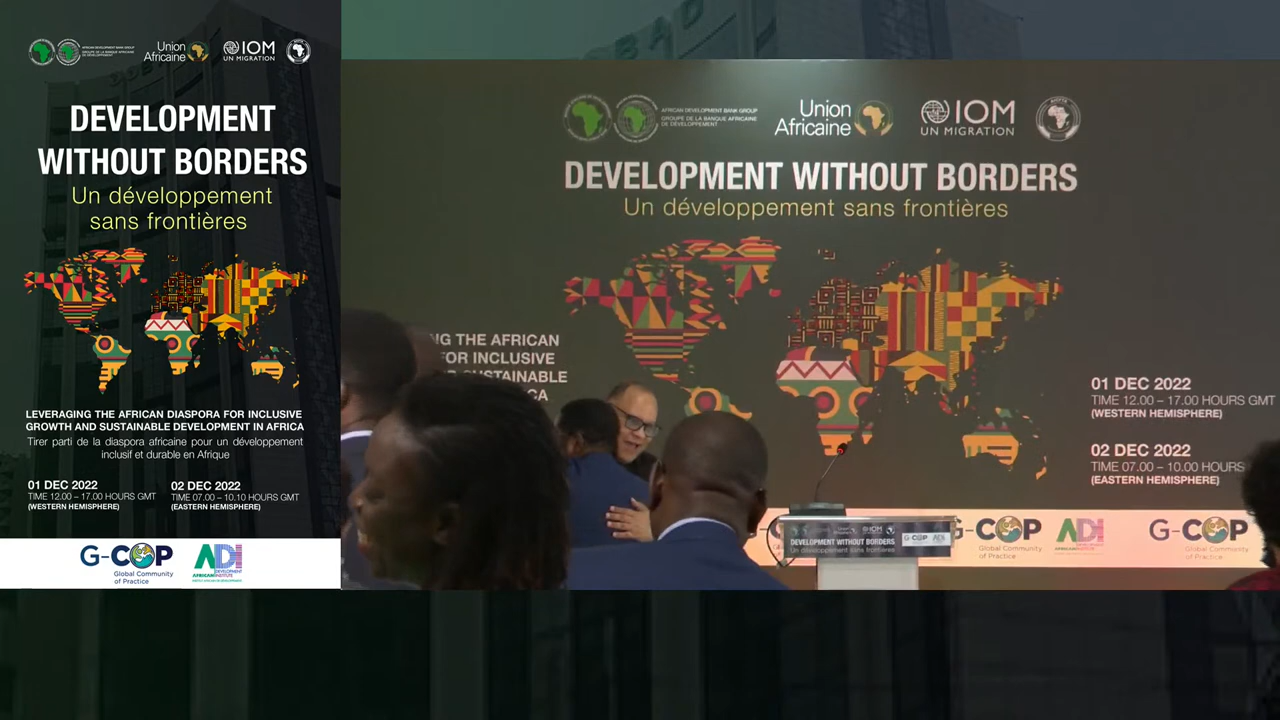 AFRICAN DEVELOPMENT BANK GROUP
GROUPE DE LA BANQUE AFRICAINE
DE DÉVELOPPEMENT
Union
Africaine
IOM
UN MIGRATION
DEVELOPMENT
WITHOUT BORDERS
Un développement
sans frontières
LEVERAGING THE AFRICAN DIASPORA FOR INCLUSIVE
GROWTH AND SUSTAINABLE DEVELOPMENT IN AFRICA
Tirer parti de la diaspora africaine pour un développement
inclusif et durable en Afrique
01 DEC 2022
TIME 12.00 – 17.00 HOURS GMT
(WESTERN HEMISPHERE)
02 DEC 2022
TIME 07.00 – 10.10 HOURS GMT
(EASTERN HEMISPHERE)
G-COP
Global Community
of Practice
ADI
AFRICAN DEVELOPMENT INSTITUTE
AFRICAN DEVELOPMENT BANK GROUP
GROUPE DE LA BANQUE AFRICAINE
DE DÉVELOPPEMENT
Union
Africaine
IOM
UN MIGRATION
DEVELOPMENT WITHOUT BORDERS
Un développement sans frontières
NG THE AFRICAN
FOR INCLUSIVE
SUSTAINABLE
CA
01 DEC 2022
TIME 12.00 – 17.00 HOURS GMT
(WESTERN HEMISPHERE)
02 DEC 2022
TIME 07.00 – 10.00 HOURS
(EASTERN HEMISPHERE)
IOM
DEVELOPMENT WITHOUT BORDERS
Un développement sans frontières
G-COP ADI
G-COP
Global Community
of Practice
ADI
G-COP
Global Community
of Practice